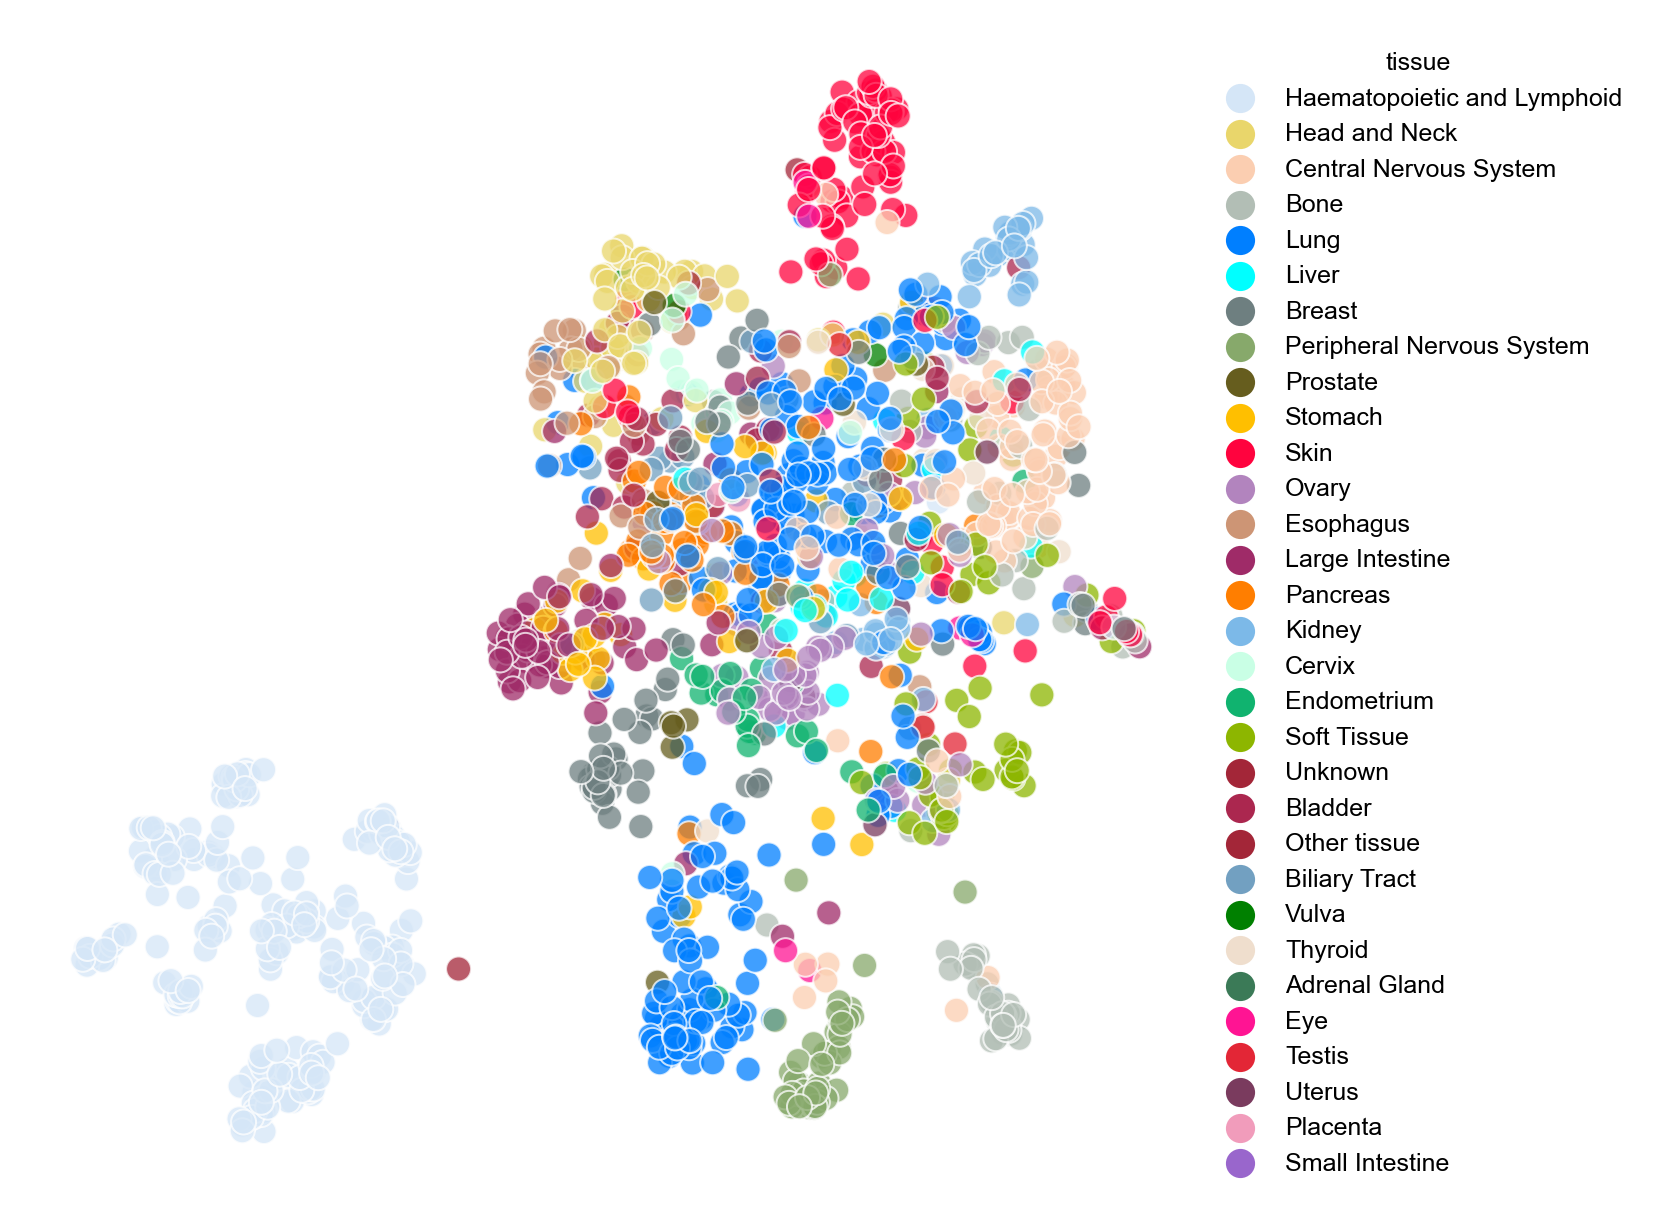 tissue
Haematopoietic and Lymphoid
Head and Neck
Central Nervous System
Bone
Lung
Liver
Breast
Peripheral Nervous System
Prostate
Stomach
Skin
Ovary
Esophagus
Large Intestine
Pancreas
Kidney
Cervix
Endometrium
Soft Tissue
Unknown
Bladder
Other tissue
Biliary Tract
Vulva
Thyroid
Adrenal Gland
Eye
Testis
Uterus
Placenta
Small Intestine